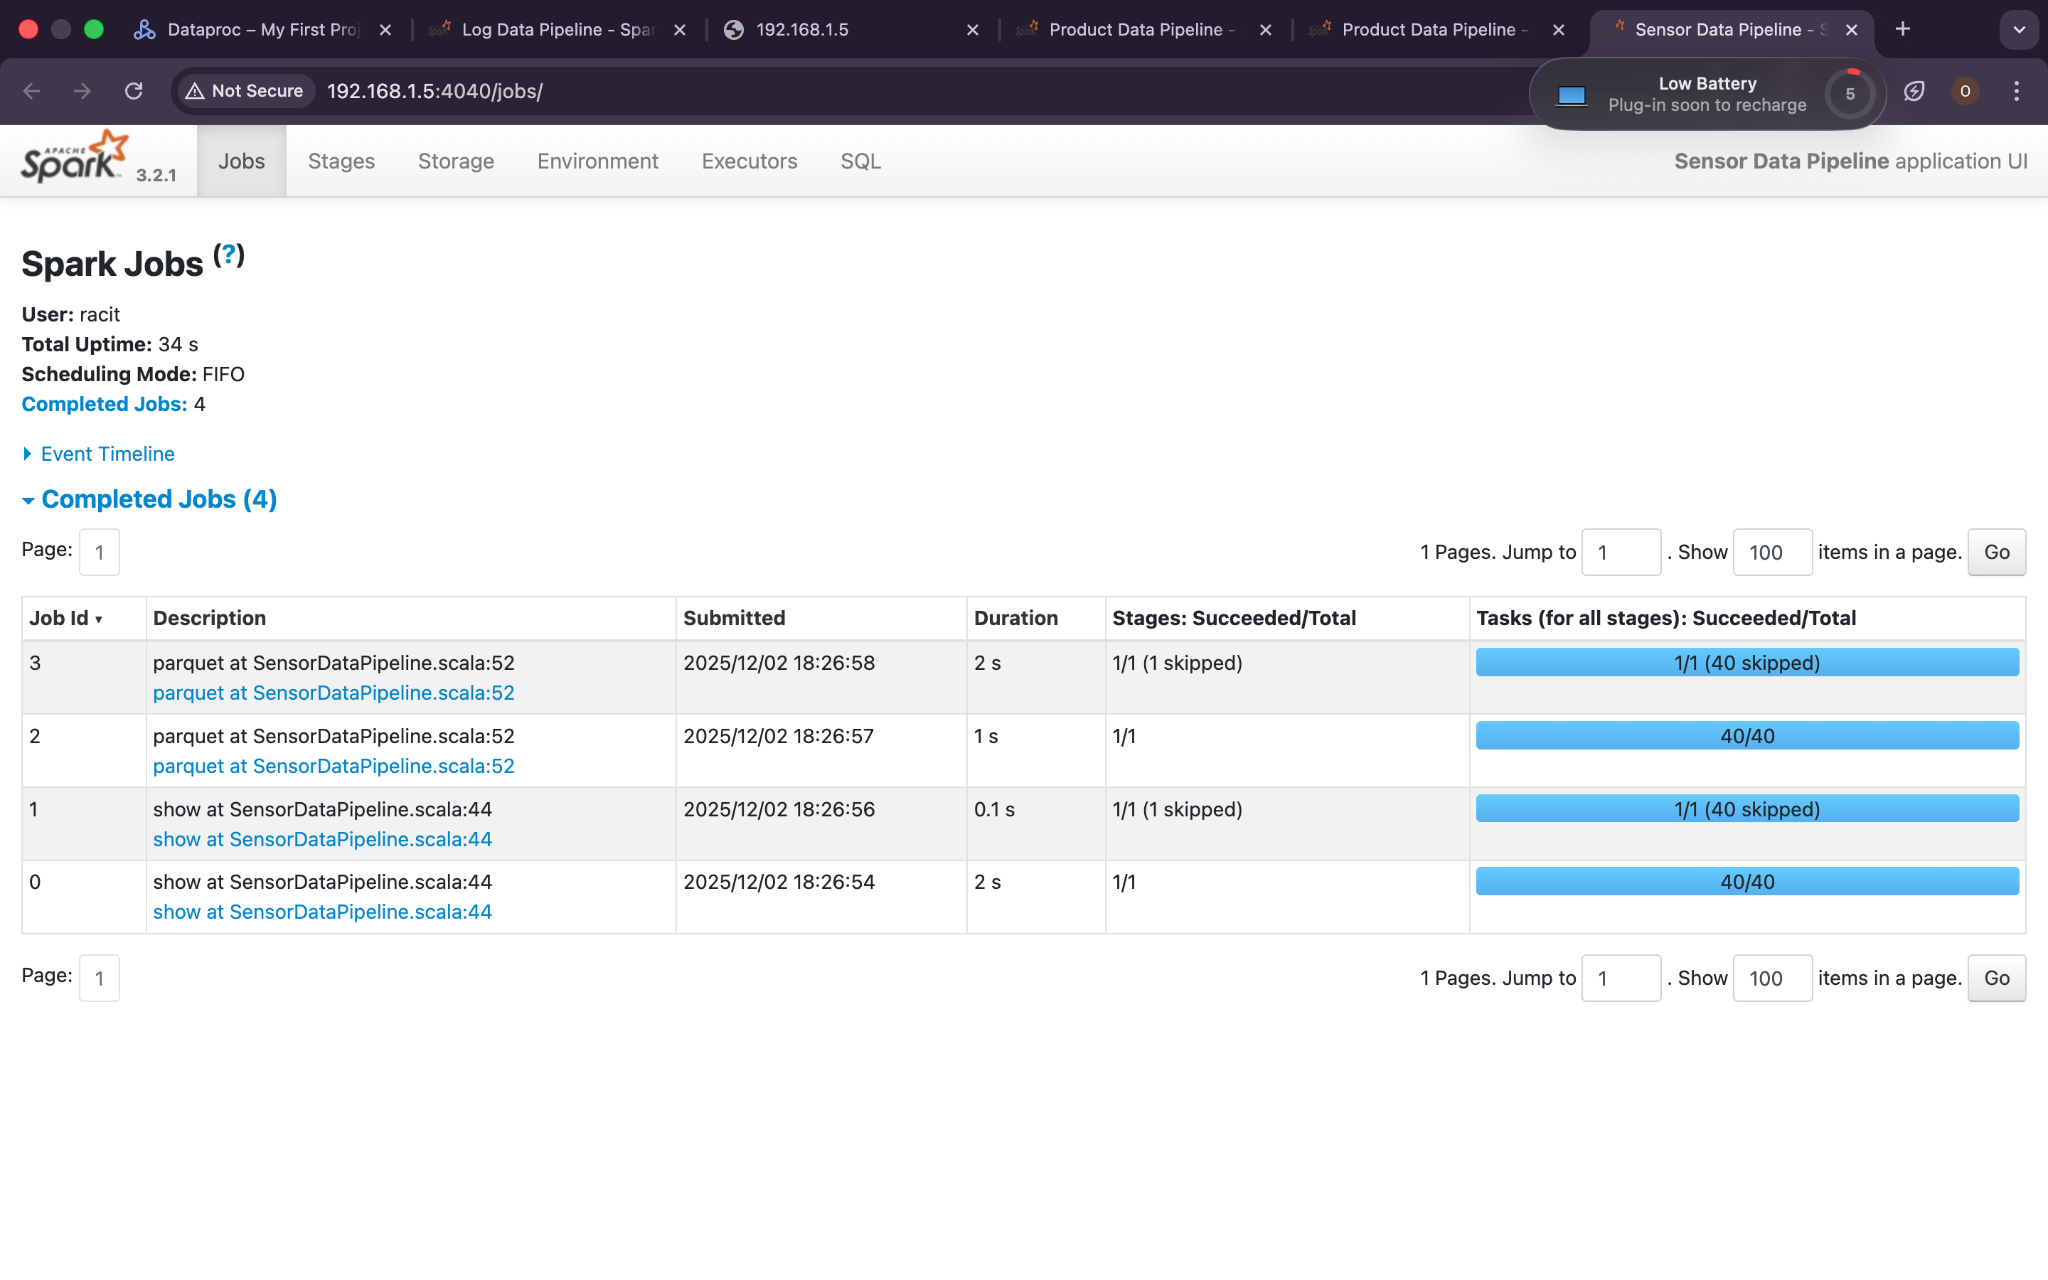 Dataproc – My First Proj
Log Data Pipeline - Spar
192.168.1.5
Product Data Pipeline -
Product Data Pipeline -
Sensor Data Pipeline - S
Not Secure
192.168.1.5:4040/jobs/
Low Battery
Plug-in soon to recharge
5
O
APACHE
Spark 3.2.1
Jobs
Stages
Storage
Environment
Executors
SQL
Sensor Data Pipeline application UI
Spark Jobs (?)
User: racit
Total Uptime: 34 s
Scheduling Mode: FIFO
Completed Jobs: 4
Event Timeline
Completed Jobs (4)
Page: 1
1 Pages. Jump to 1 . Show 100 items in a page. Go
Job Id ▾ Description Submitted Duration Stages: Succeeded/Total Tasks (for all stages): Succeeded/Total
3 parquet at SensorDataPipeline.scala:52 2025/12/02 18:26:58 2 s 1/1 (1 skipped) 1/1 (40 skipped)
parquet at SensorDataPipeline.scala:52
2 parquet at SensorDataPipeline.scala:52 2025/12/02 18:26:57 1 s 1/1 40/40
parquet at SensorDataPipeline.scala:52
1 show at SensorDataPipeline.scala:44 2025/12/02 18:26:56 0.1 s 1/1 (1 skipped) 1/1 (40 skipped)
show at SensorDataPipeline.scala:44
0 show at SensorDataPipeline.scala:44 2025/12/02 18:26:54 2 s 1/1 40/40
show at SensorDataPipeline.scala:44
Page: 1
1 Pages. Jump to 1 . Show 100 items in a page. Go